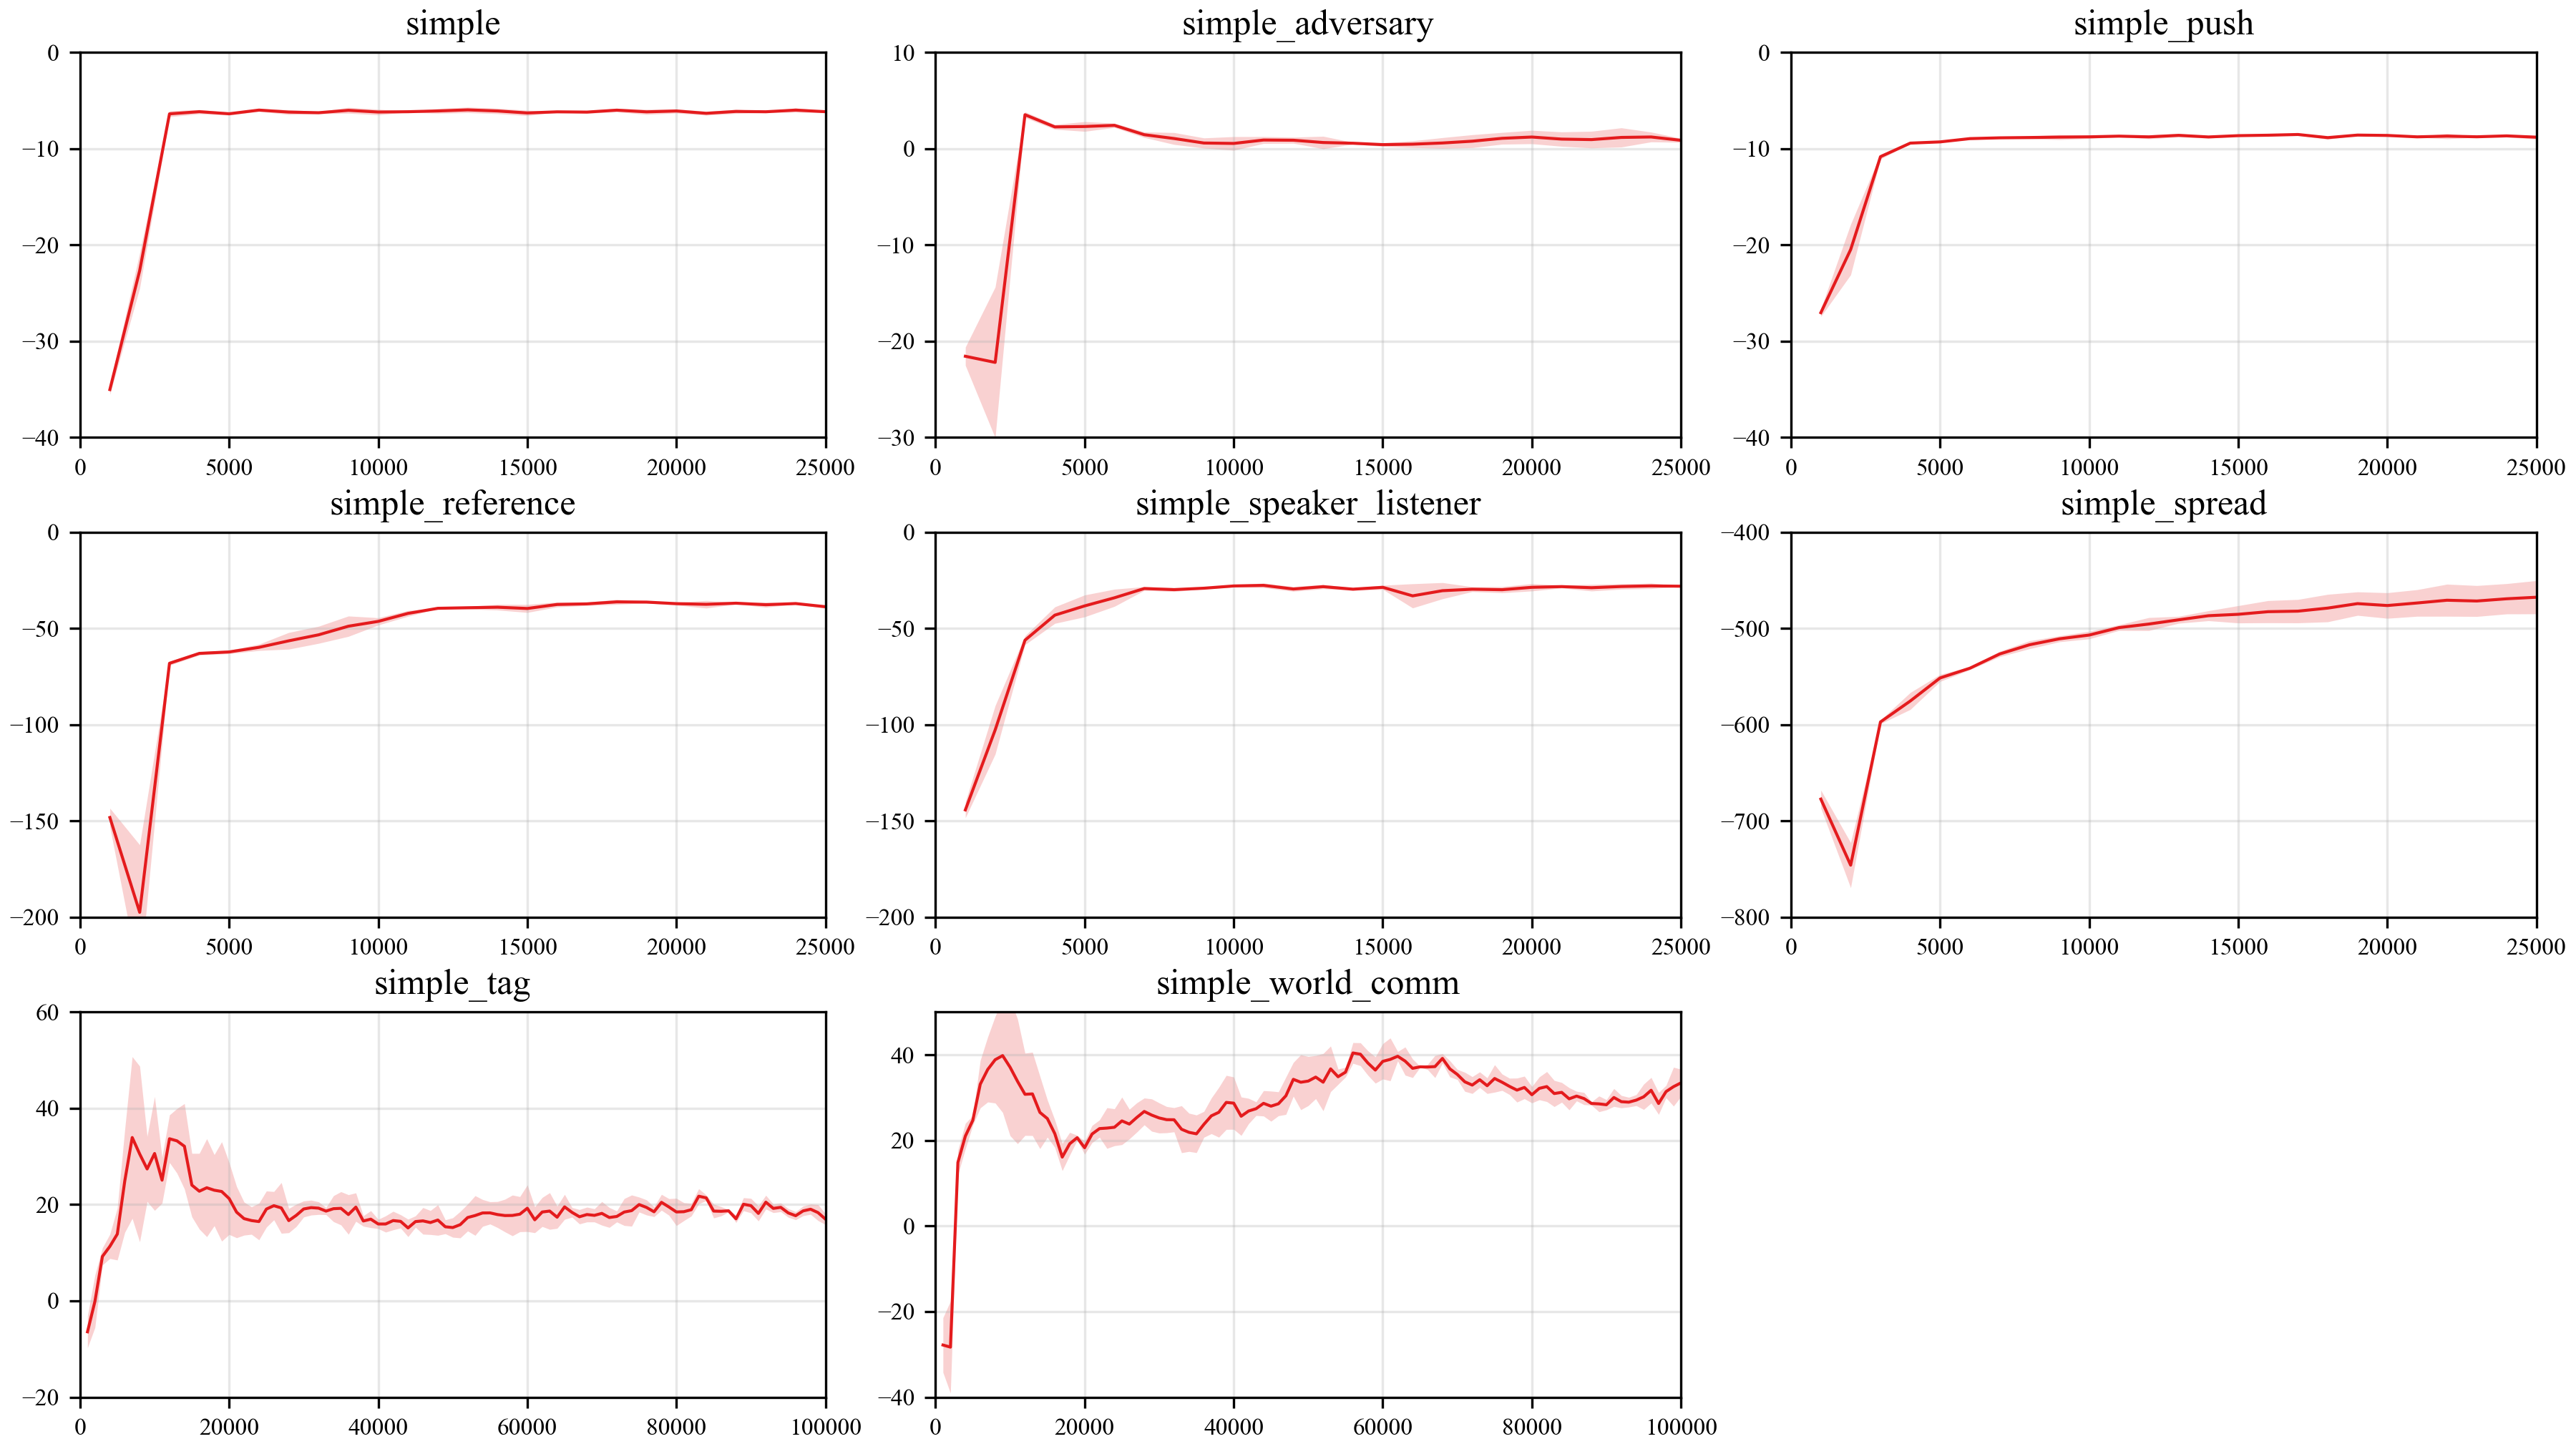 simple
0
−10
−20
−30
−40
0 5000 10000 15000 20000 25000
simple_adversary
10
0
−10
−20
−30
0 5000 10000 15000 20000 25000
simple_push
0
−10
−20
−30
−40
0 5000 10000 15000 20000 25000
simple_reference
0
−50
−100
−150
−200
0 5000 10000 15000 20000 25000
simple_speaker_listener
0
−50
−100
−150
−200
0 5000 10000 15000 20000 25000
simple_spread
−400
−500
−600
−700
−800
0 5000 10000 15000 20000 25000
simple_tag
60
40
20
0
−20
0 20000 40000 60000 80000 100000
simple_world_comm
40
20
0
−20
−40
0 20000 40000 60000 80000 100000